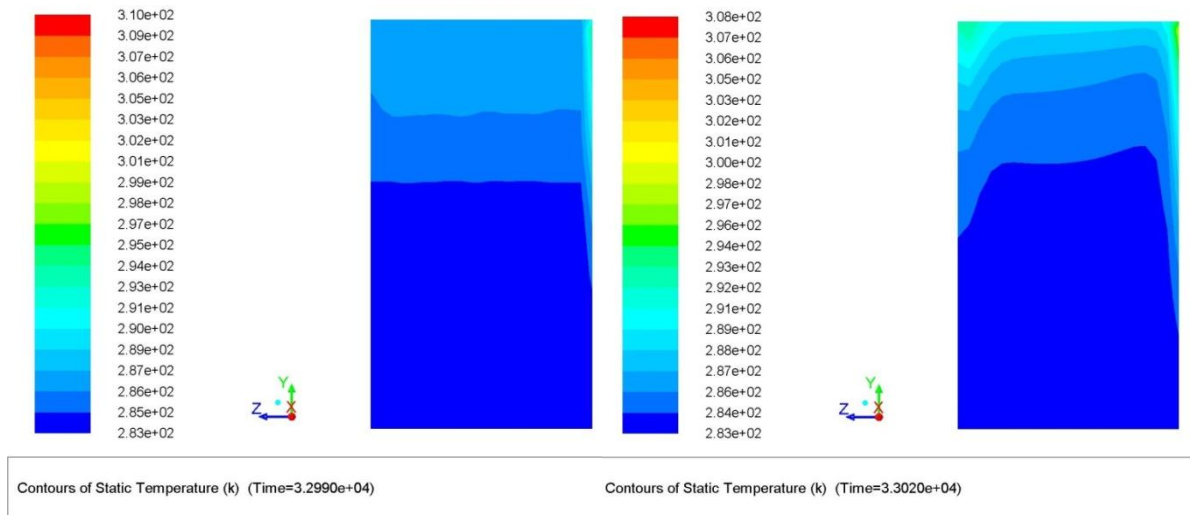 3.10e+02
3.09e+02
3.07e+02
3.06e+02
3.05e+02
3.03e+02
3.02e+02
3.01e+02
2.99e+02
2.98e+02
2.97e+02
2.95e+02
2.94e+02
2.93e+02
2.91e+02
2.90e+02
2.89e+02
2.87e+02
2.86e+02
2.85e+02
2.83e+02
Y
Z
X
Contours of Static Temperature (k) (Time=3.2990e+04)
3.08e+02
3.07e+02
3.06e+02
3.05e+02
3.03e+02
3.02e+02
3.01e+02
3.00e+02
2.98e+02
2.97e+02
2.96e+02
2.95e+02
2.93e+02
2.92e+02
2.91e+02
2.89e+02
2.88e+02
2.87e+02
2.86e+02
2.84e+02
2.83e+02
Y
Z
X
Contours of Static Temperature (k) (Time=3.3020e+04)